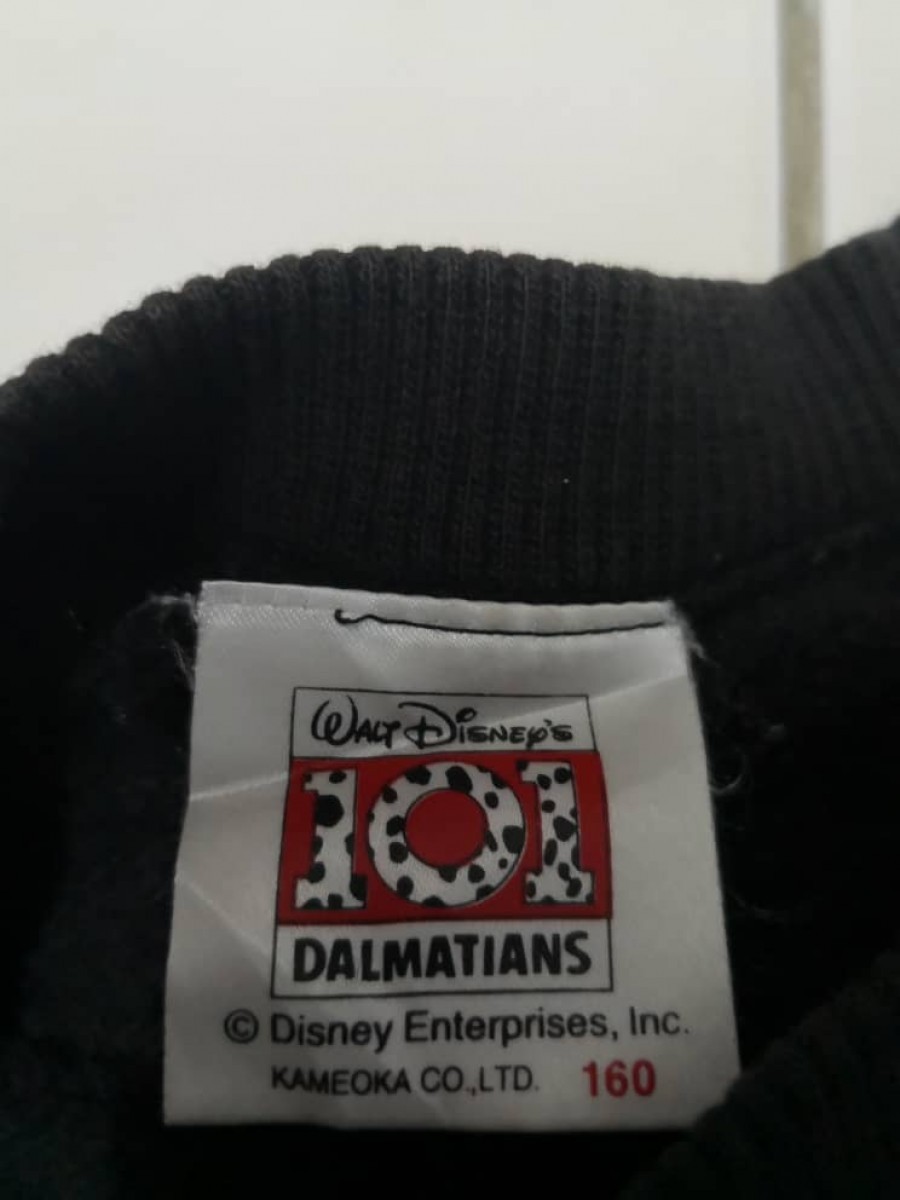 WALT DISNEY'S
101
DALMATIANS
© Disney Enterprises, Inc.
KAMEOKA CO.,LTD. 160